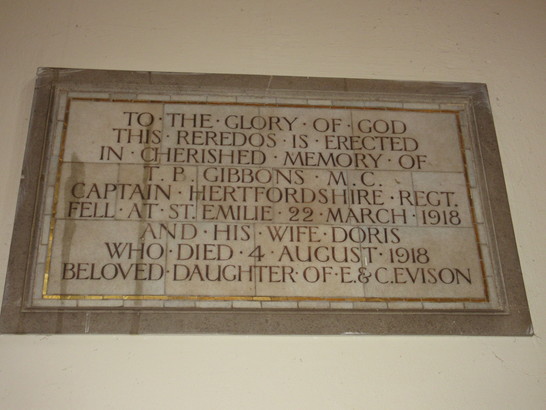 TO·THE·GLORY·OF·GOD
THIS·REREDOS·IS·ERECTED
IN·CHERISHED·MEMORY·OF
T. P. GIBBONS·M.C.
CAPTAIN·HERTFORDSHIRE·REGT.
FELL·AT·ST. EMILIE·22·MARCH·1918
AND·HIS·WIFE·DORIS
WHO·DIED·4·AUGUST·1918
BELOVED·DAUGHTER·OF·E.&C.EVISON